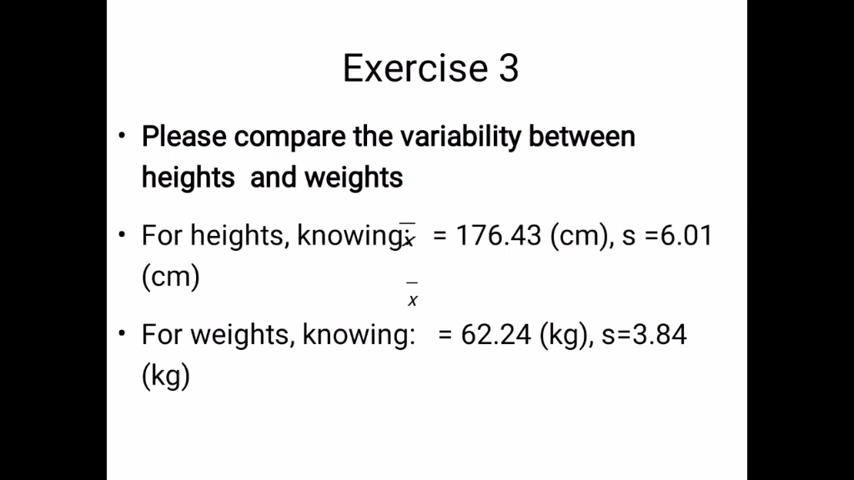 Exercise 3
• Please compare the variability between
heights and weights
• For heights, knowing: x̅ = 176.43 (cm), s =6.01
(cm)
• For weights, knowing: x̅ = 62.24 (kg), s=3.84
(kg)